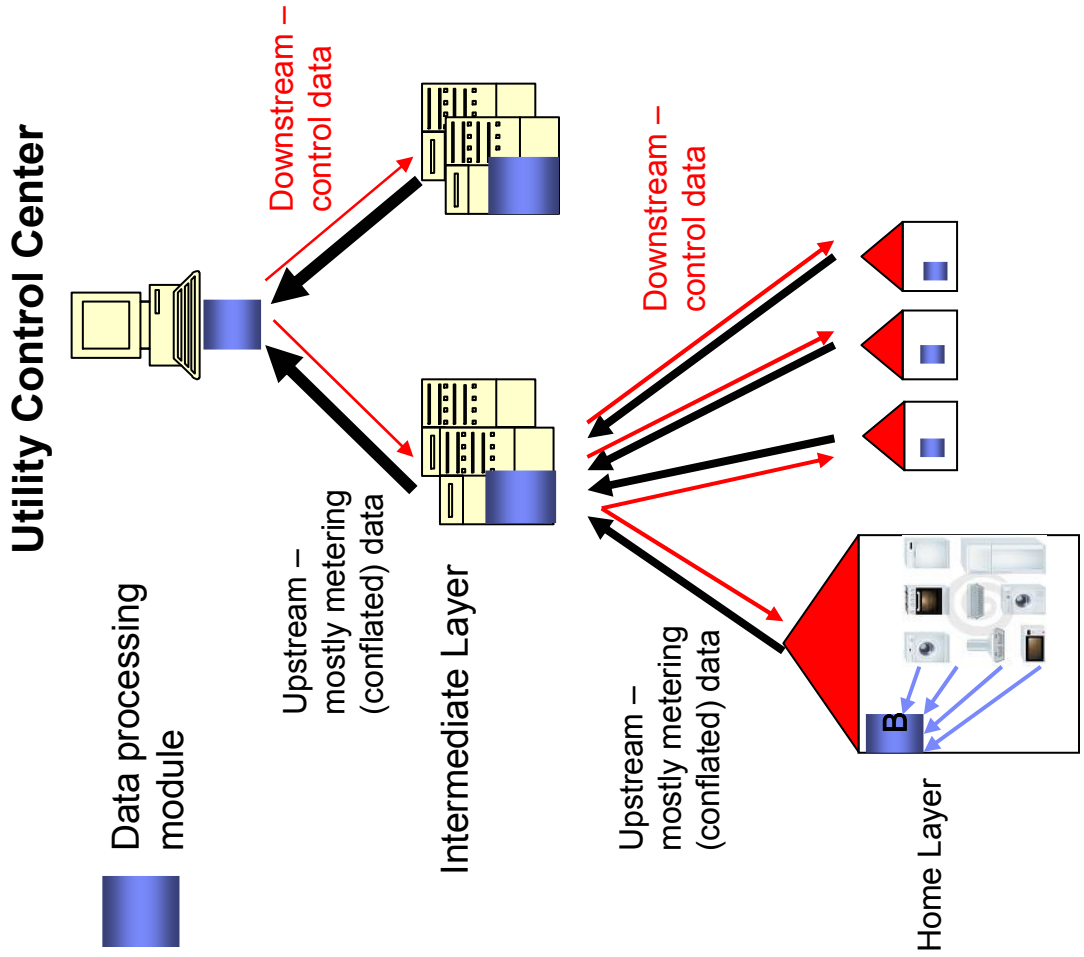 Utility Control Center
Data processing
module
Downstream –
control data
Upstream –
mostly metering
(conflated) data
Intermediate Layer
Downstream –
control data
Upstream –
mostly metering
(conflated) data
Home Layer
B